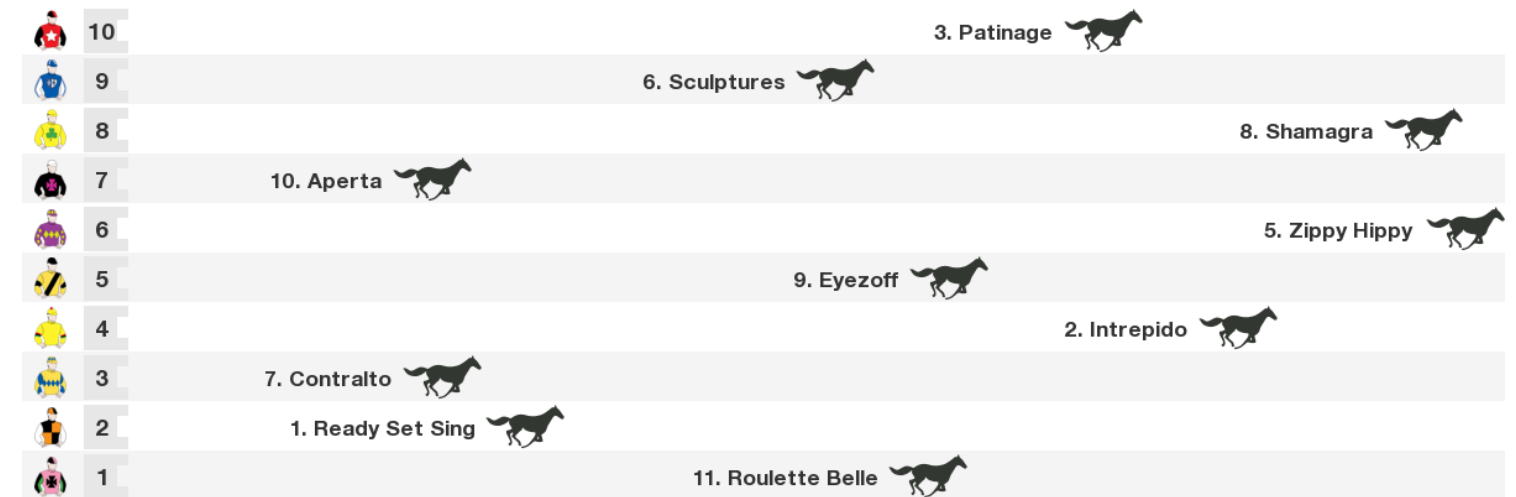 10 3. Patinage
9 6. Sculptures
8 8. Shamagra
7 10. Aperta
6 5. Zippy Hippy
5 9. Eyezoff
4 2. Intrepido
3 7. Contralto
2 1. Ready Set Sing
1 11. Roulette Belle